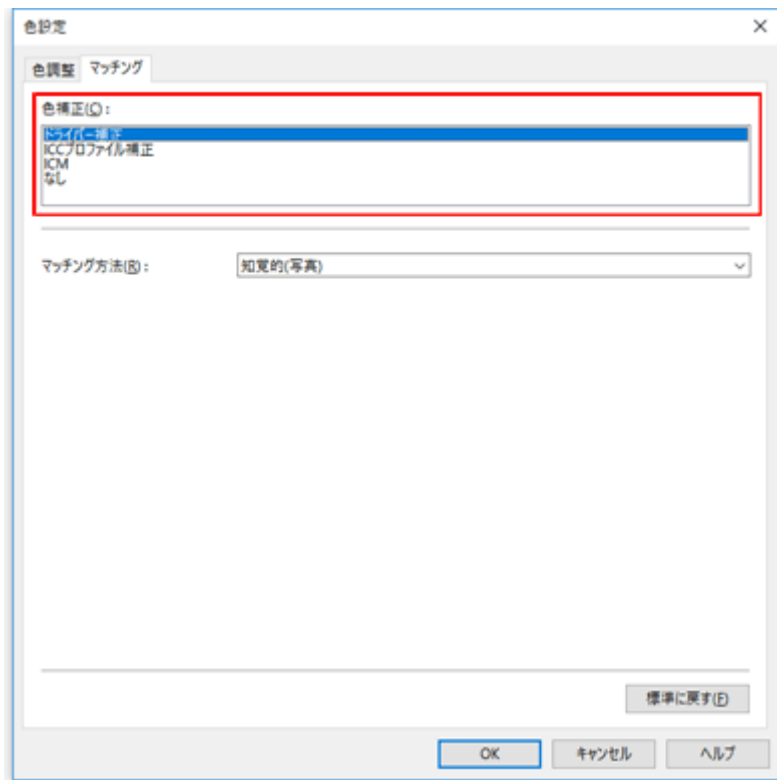 色設定
色調整 マッチング
色補正(C):
ドライバー補正
ICCプロファイル補正
ICM
なし
マッチング方法(R): 知覚的(写真)
標準に戻す(F)
OK キャンセル ヘルプ